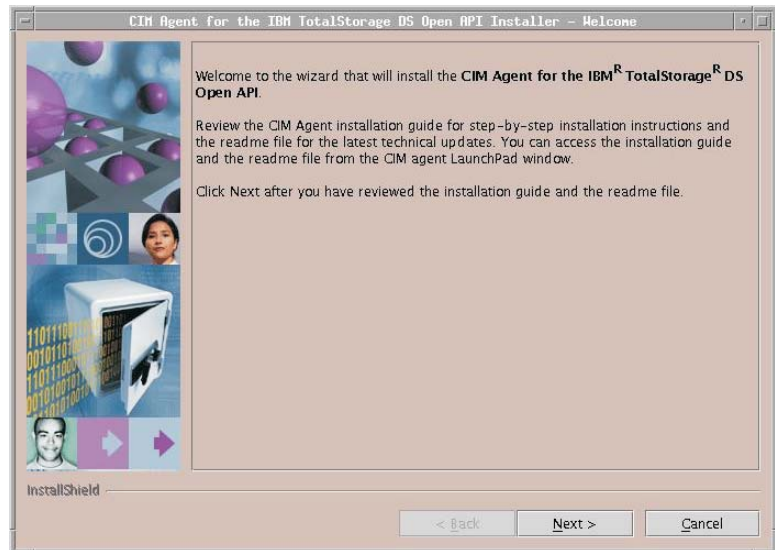 CIM Agent for the IBM TotalStorage DS Open API Installer – Welcome
Welcome to the wizard that will install the CIM Agent for the IBM^R TotalStorage^R DS
Open API.
Review the CIM Agent installation guide for step-by-step installation instructions and
the readme file for the latest technical updates. You can access the installation guide
and the readme file from the CIM agent LaunchPad window.
Click Next after you have reviewed the installation guide and the readme file.
InstallShield
< Back
Next >
Cancel